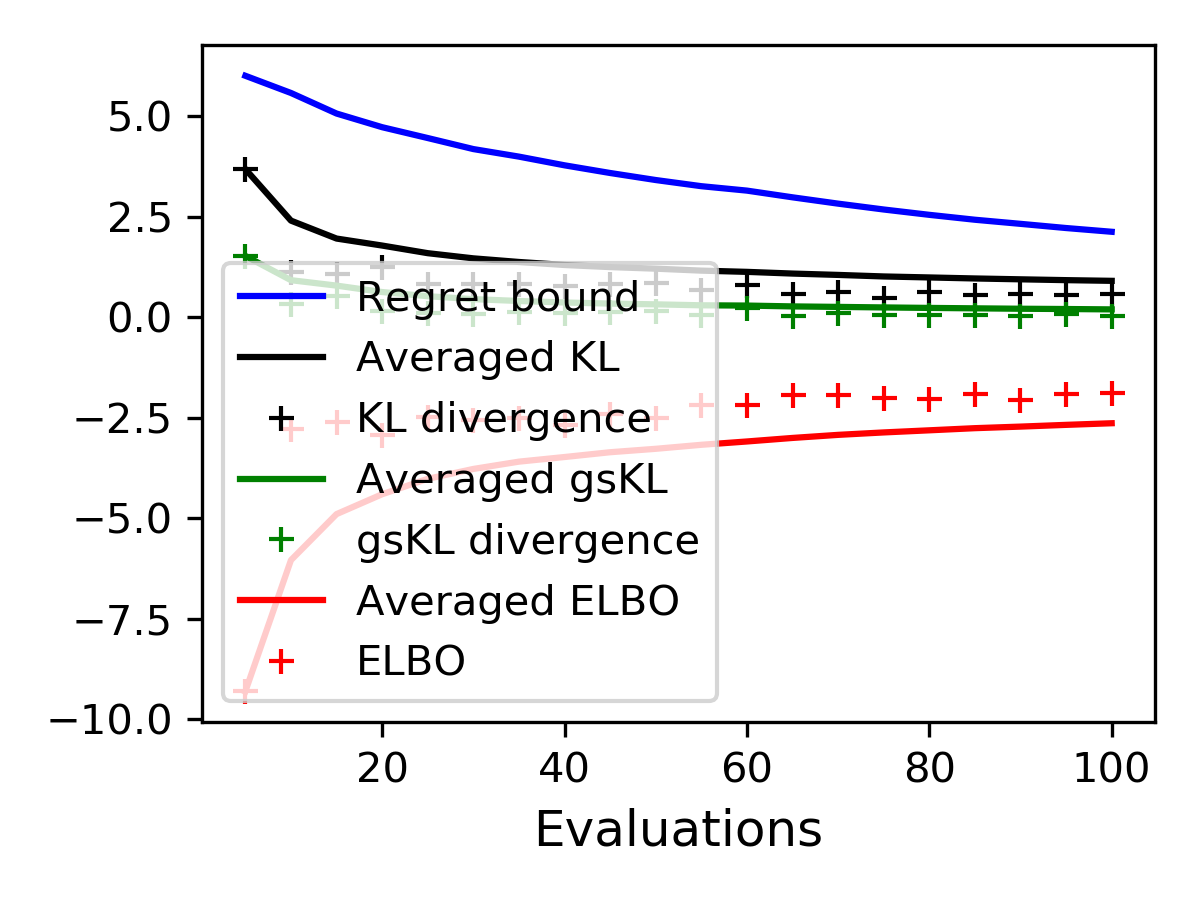 5.0
2.5
0.0
−2.5
−5.0
−7.5
−10.0
Regret bound
Averaged KL
KL divergence
Averaged gsKL
gsKL divergence
Averaged ELBO
ELBO
20 40 60 80 100
Evaluations